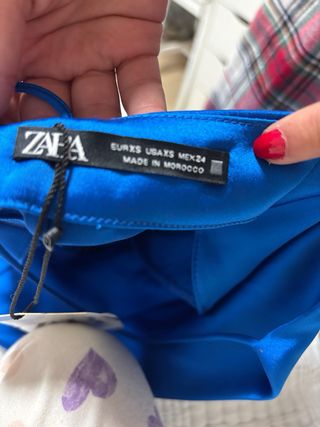 ZARA
EUR XS USA XS MEX 24
MADE IN MOROCCO